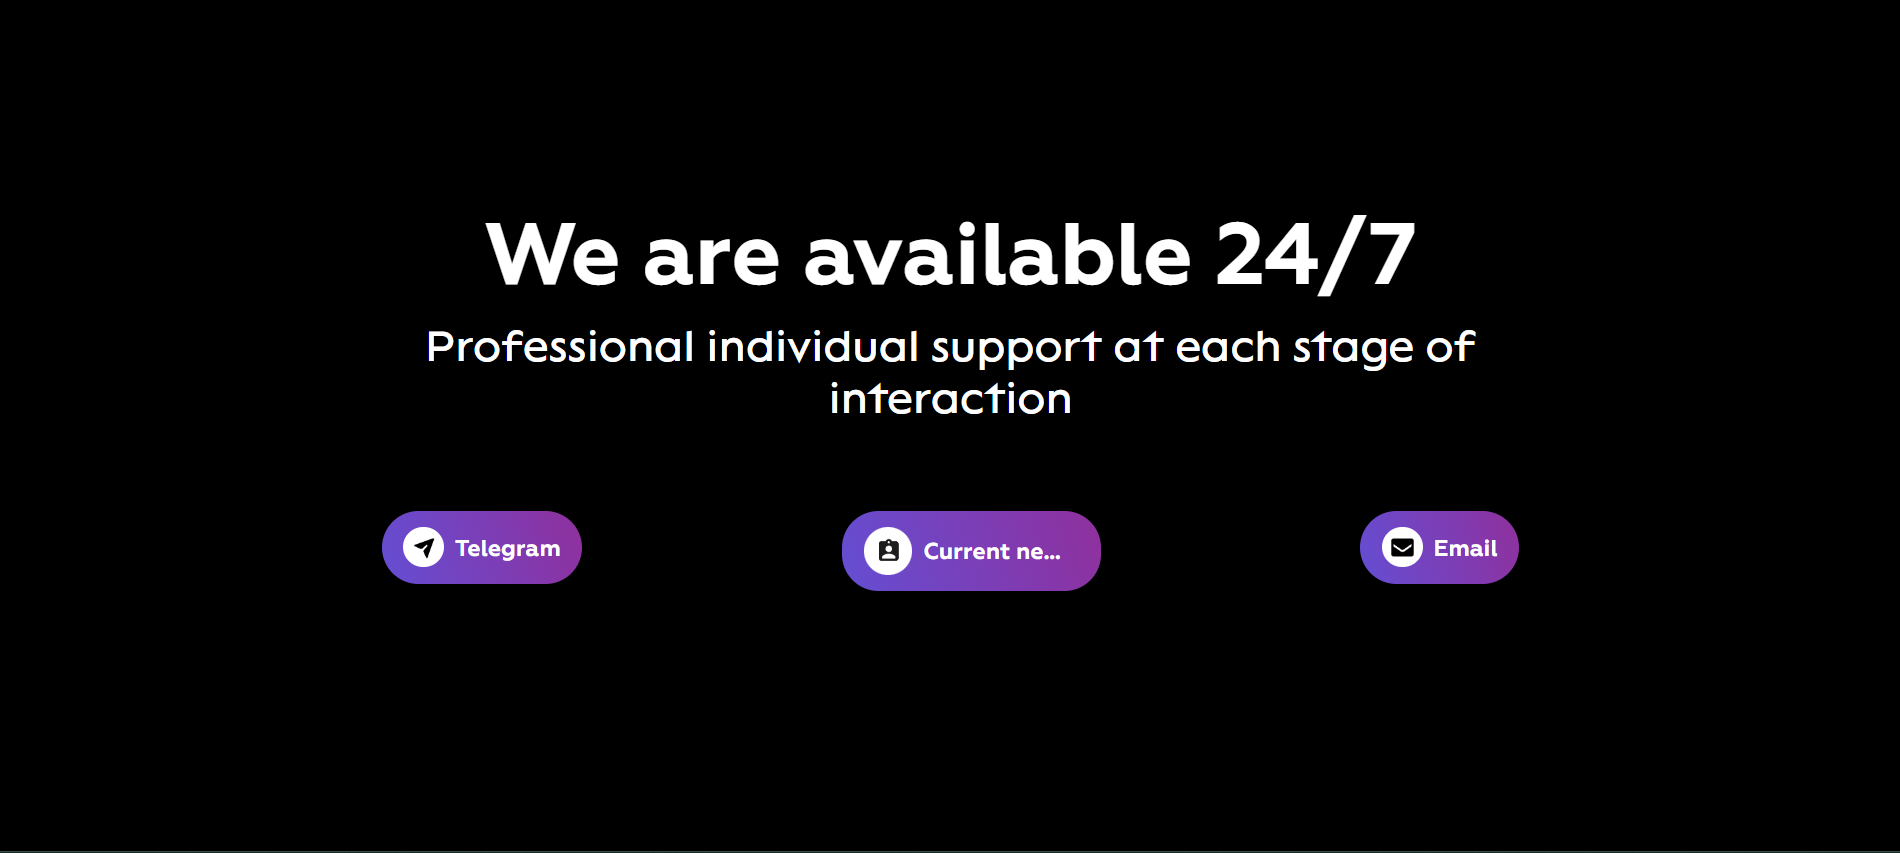 We are available 24/7
Professional individual support at each stage of
interaction
Telegram
Current ne...
Email